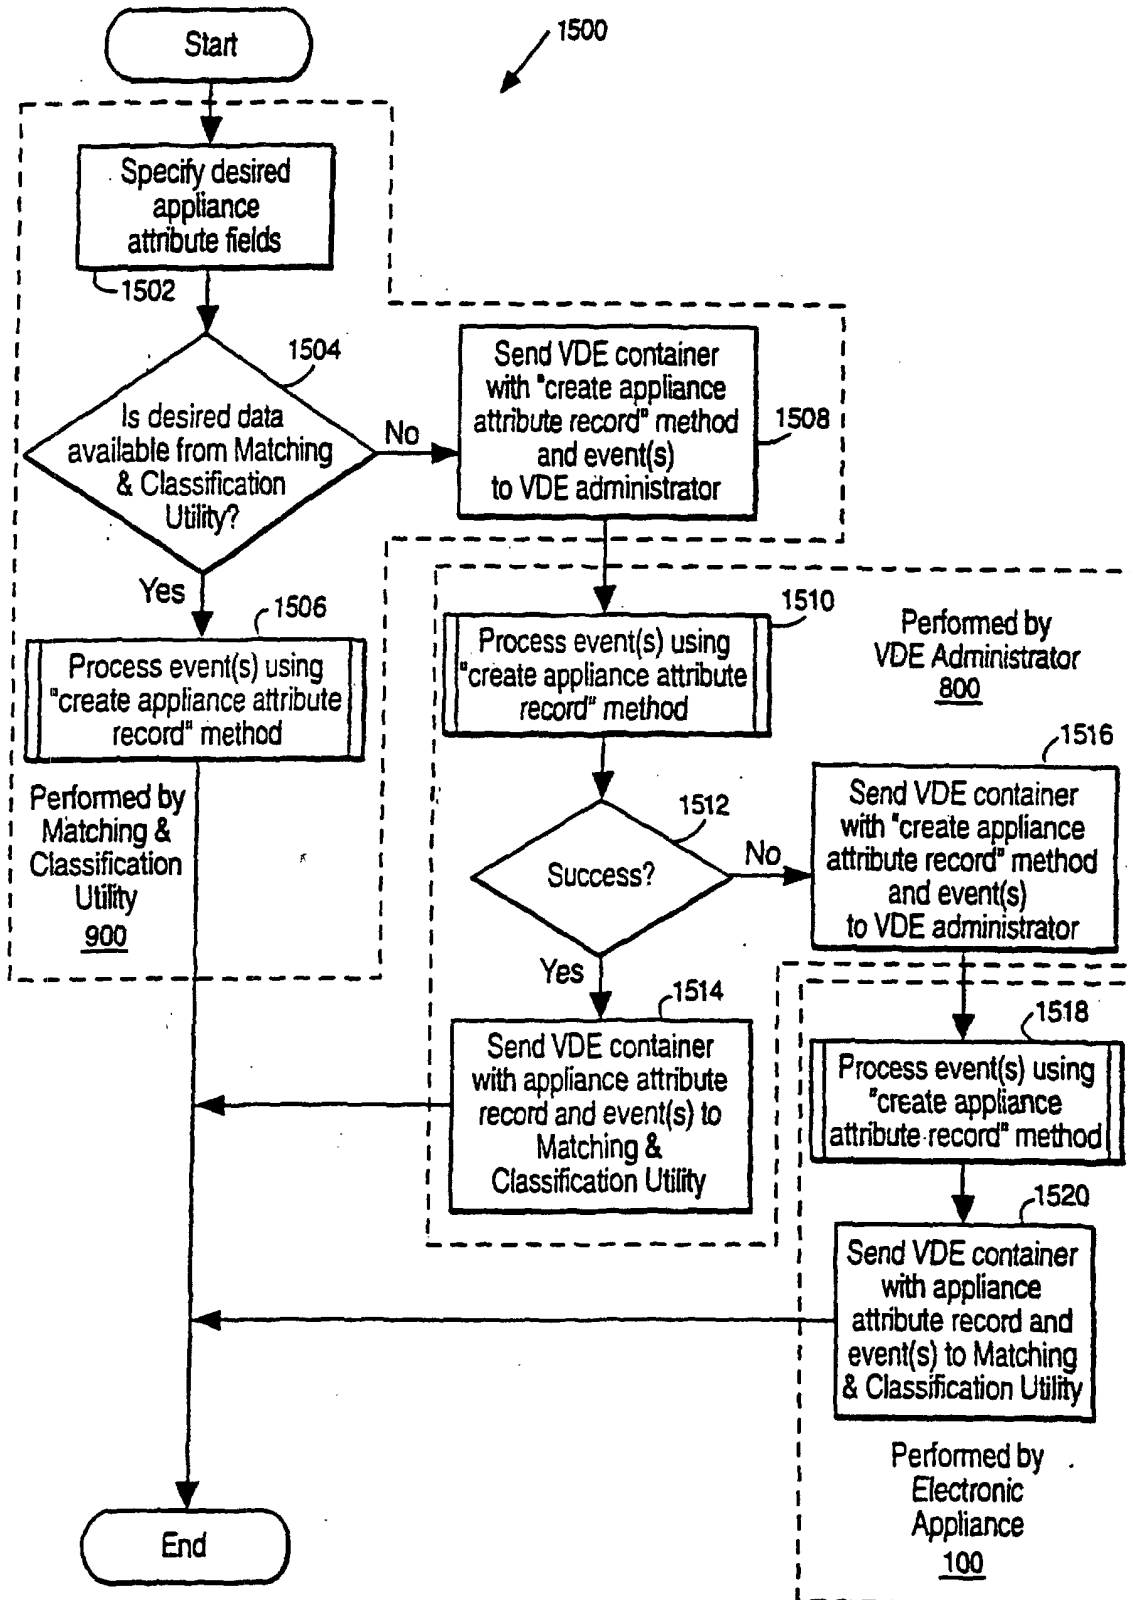 Start
1500
Specify desired
appliance
attribute fields
1502
1504
Is desired data
available from Matching
& Classification
Utility?
No
Send VDE container
with "create appliance
attribute record" method
and event(s)
to VDE administrator
1508
Yes
1506
Process event(s) using
"create appliance attribute
record" method
Performed by
Matching &
Classification
Utility
900
1510
Process event(s) using
"create appliance attribute
record" method
Performed by
VDE Administrator
800
1512
Success?
No
1516
Send VDE container
with "create appliance
attribute record" method
and event(s)
to VDE administrator
Yes
1514
Send VDE container
with appliance attribute
record and event(s) to
Matching &
Classification Utility
1518
Process event(s) using
"create appliance
attribute record" method
1520
Send VDE container
with appliance
attribute record and
event(s) to Matching
& Classification Utility
Performed by
Electronic
Appliance
100
End